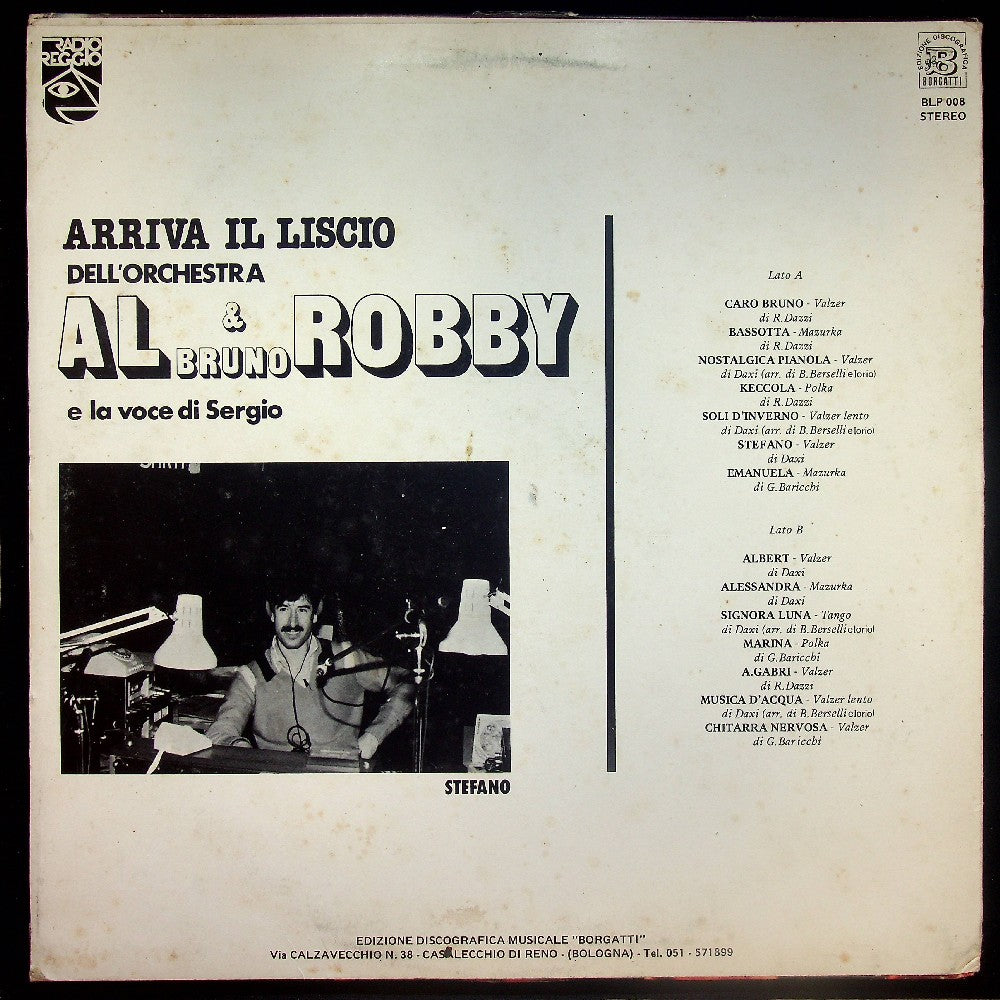 RADIO
REGGIO
EDIZIONE DISCOGRAFICA
B
BORGATTI
BLP 008
STEREO
ARRIVA IL LISCIO
DELL'ORCHESTRA
AL & BRUNO ROBBY
e la voce di Sergio
STEFANO
Lato A
CARO BRUNO - Valzer
di R.Dazzi
BASSOTTA - Mazurka
di R.Dazzi
NOSTALGICA PIANOLA - Valzer
di Daxi (arr. di B.Berselli e Iorio)
KECCOLA - Polka
di R.Dazzi
SOLI D'INVERNO - Valzer lento
di Daxi (arr. di B.Berselli e Iorio)
STEFANO - Valzer
di Daxi
EMANUELA - Mazurka
di G.Baricchi
Lato B
ALBERT - Valzer
di Daxi
ALESSANDRA - Mazurka
di Daxi
SIGNORA LUNA - Tango
di Daxi (arr. di B.Berselli e Iorio)
MARINA - Polka
di G.Baricchi
A.GABRI - Valzer
di R.Dazzi
MUSICA D'ACQUA - Valzer lento
di Daxi (arr. di B.Berselli e Iorio)
CHITARRA NERVOSA - Valzer
di G.Baricchi
EDIZIONE DISCOGRAFICA MUSICALE "BORGATTI"
Via CALZAVECCHIO N. 38 - CASALECCHIO DI RENO - (BOLOGNA) - Tel. 051 - 571899